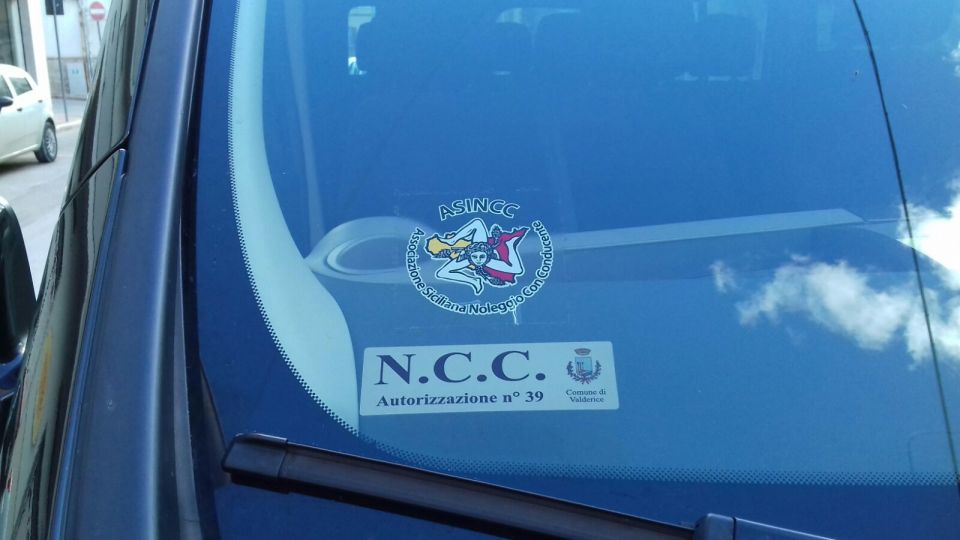 ASINCC
Associazione Siciliana Noleggio Con Conducente
N.C.C.
Autorizzazione n° 39
Comune di
Valderice